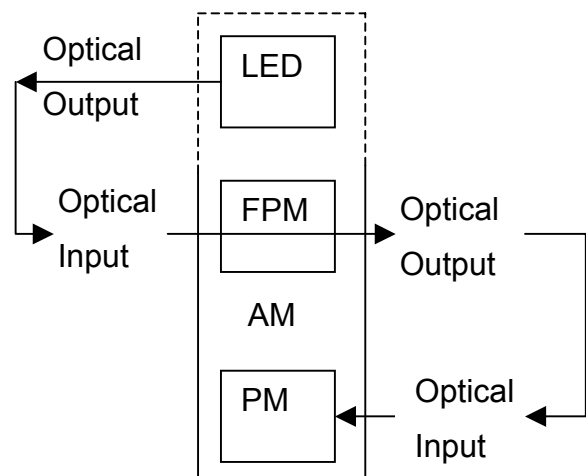 Optical
Output
LED
Optical
Input
FPM
Optical
Output
AM
PM
Optical
Input